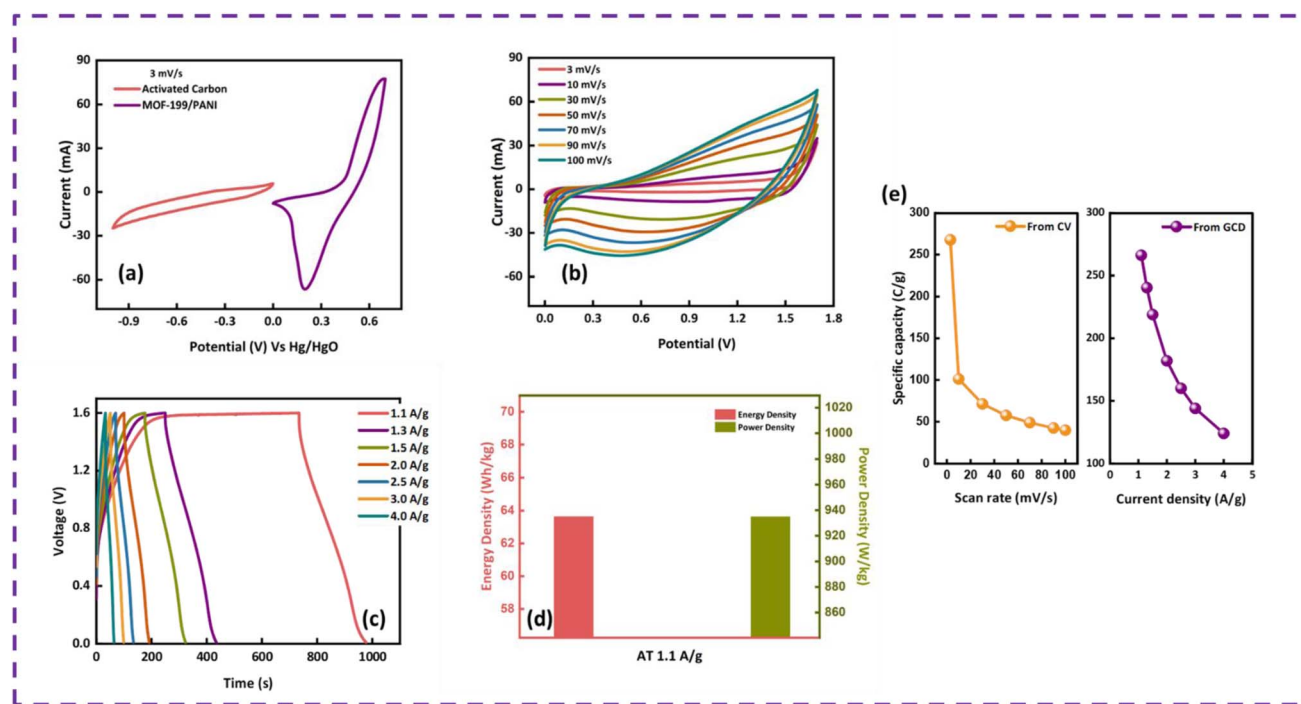 3 mV/s
Activated Carbon
MOF-199/PANI
90
60
30
0
-30
-60
Current (mA)
(a)
-0.9 -0.6 -0.3 0.0 0.3 0.6
Potential (V) Vs Hg/HgO
3 mV/s
10 mV/s
30 mV/s
50 mV/s
70 mV/s
90 mV/s
100 mV/s
90
60
30
0
-30
-60
Current (mA)
(b)
0.0 0.3 0.6 0.9 1.2 1.5 1.8
Potential (V)
1.1 A/g
1.3 A/g
1.5 A/g
2.0 A/g
2.5 A/g
3.0 A/g
4.0 A/g
1.6
1.2
0.8
0.4
0.0
Voltage (V)
(c)
0 200 400 600 800 1000
Time (s)
Energy Density
Power Density
70
68
66
64
62
60
58
Energy Density (Wh/kg)
1020
1000
980
960
940
920
900
880
860
Power Density (W/kg)
(d)
AT 1.1 A/g
(e)
From CV
300
250
200
150
100
50
0
Specific capacity (C/g)
0 20 40 60 80 100
Scan rate (mV/s)
From GCD
300
250
200
150
100
0 1 2 3 4 5
Current density (A/g)